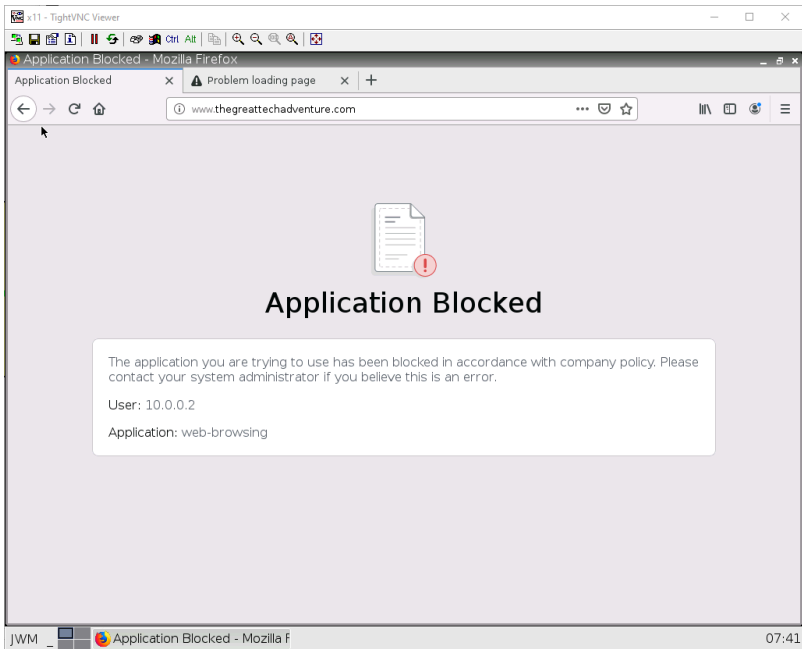 x11 - TightVNC Viewer
Ctrl Alt
Application Blocked - Mozilla Firefox
Application Blocked
Problem loading page
www.thegreattechadventure.com
Application Blocked
The application you are trying to use has been blocked in accordance with company policy. Please
contact your system administrator if you believe this is an error.
User: 10.0.0.2
Application: web-browsing
JWM
Application Blocked - Mozilla F
07:41